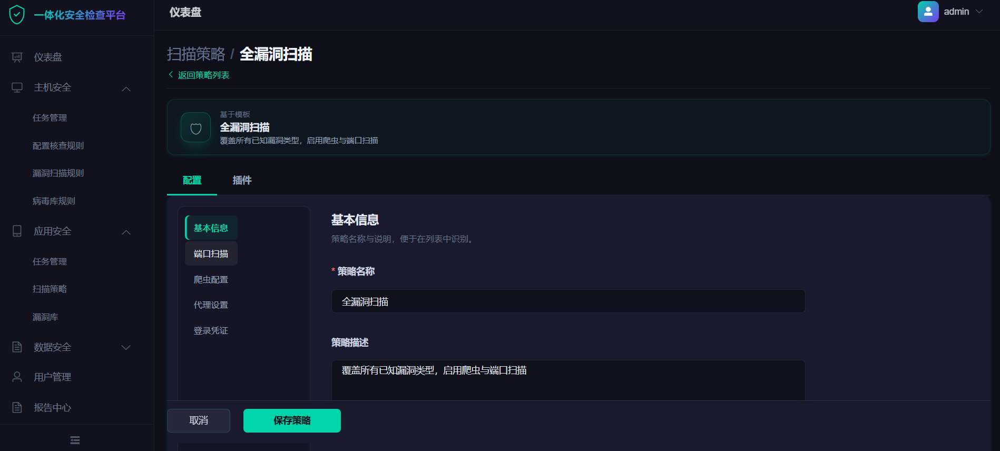 一体化安全检查平台
仪表盘
admin
仪表盘
主机安全
任务管理
配置核查规则
漏洞扫描规则
病毒库规则
应用安全
任务管理
扫描策略
漏洞库
数据安全
用户管理
报告中心
扫描策略 / 全漏洞扫描
返回策略列表
基于模板
全漏洞扫描
覆盖所有已知漏洞类型，启用爬虫与端口扫描
配置
插件
基本信息
端口扫描
爬虫配置
代理设置
登录凭证
基本信息
策略名称与说明，便于在列表中识别。
* 策略名称
全漏洞扫描
策略描述
覆盖所有已知漏洞类型，启用爬虫与端口扫描
取消
保存策略